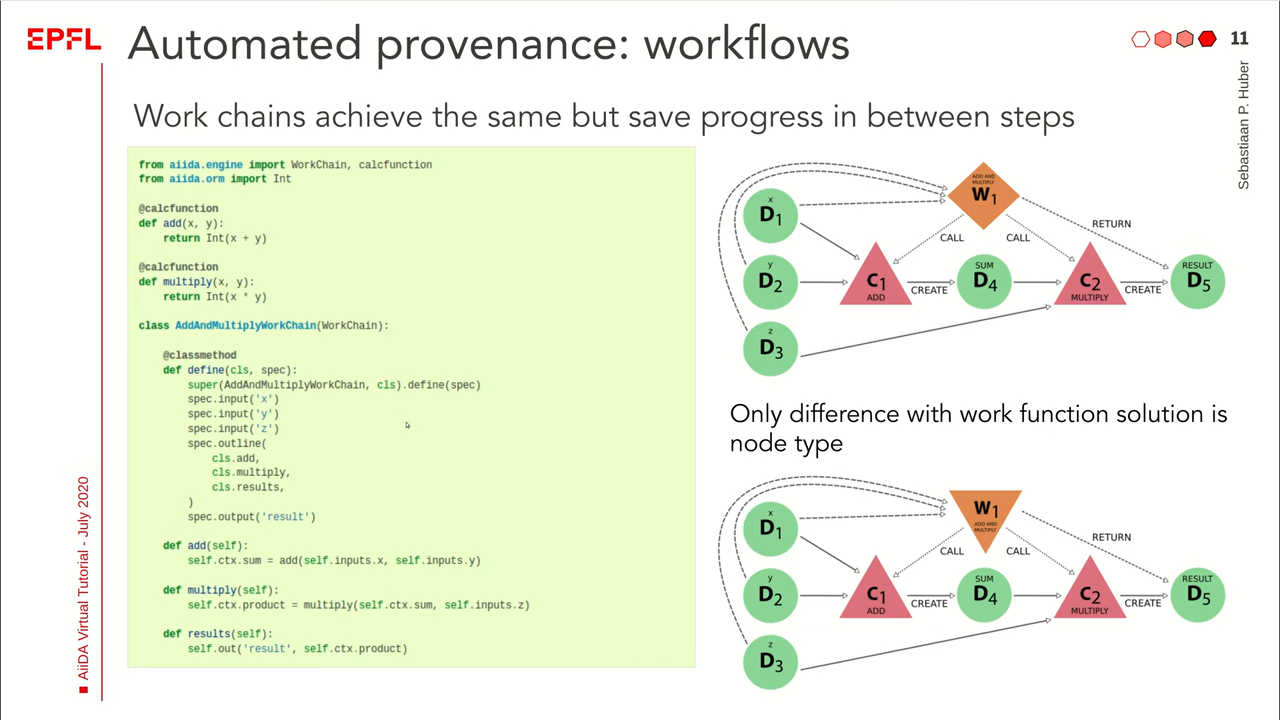 EPFL
Automated provenance: workflows
11
Sebastiaan P. Huber
Work chains achieve the same but save progress in between steps
from aiida.engine import WorkChain, calcfunction
from aiida.orm import Int
@calcfunction
def add(x, y):
    return Int(x + y)
@calcfunction
def multiply(x, y):
    return Int(x * y)
class AddAndMultiplyWorkChain(WorkChain):
    @classmethod
    def define(cls, spec):
        super(AddAndMultiplyWorkChain, cls).define(spec)
        spec.input('x')
        spec.input('y')
        spec.input('z')
        spec.outline(
            cls.add,
            cls.multiply,
            cls.results,
        )
        spec.output('result')
    def add(self):
        self.ctx.sum = add(self.inputs.x, self.inputs.y)
    def multiply(self):
        self.ctx.product = multiply(self.ctx.sum, self.inputs.z)
    def results(self):
        self.out('result', self.ctx.product)
ADD AND
MULTIPLY
W1
x
D1
RETURN
CALL
CALL
y
D2
C1
ADD
CREATE
SUM
D4
C2
MULTIPLY
CREATE
RESULT
D5
z
D3
Only difference with work function solution is
node type
W1
ADD AND
MULTIPLY
x
D1
RETURN
CALL
CALL
y
D2
C1
ADD
CREATE
SUM
D4
C2
MULTIPLY
CREATE
RESULT
D5
z
D3
AiiDA Virtual Tutorial - July 2020